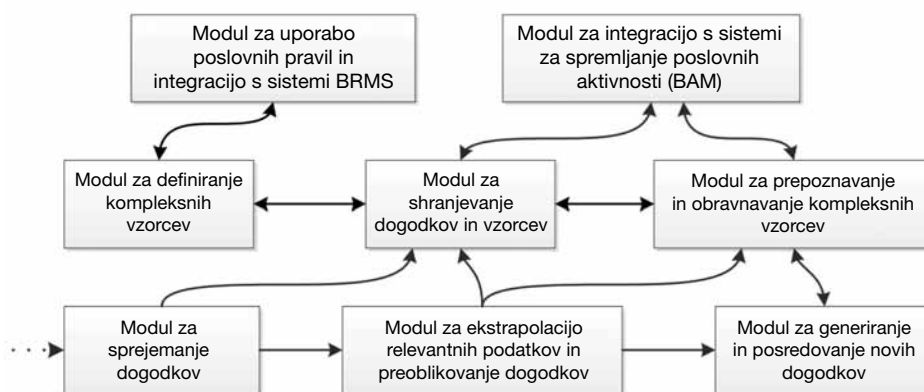 Modul za uporabo
poslovnih pravil in
integracijo s sistemi BRMS
Modul za integracijo s sistemi
za spremljanje poslovnih
aktivnosti (BAM)
Modul za definiranje
kompleksnih
vzorcev
Modul za
shranjevanje
dogodkov in vzorcev
Modul za prepoznavanje
in obravnavanje kompleksnih
vzorcev
Modul za
sprejemanje
dogodkov
Modul za ekstrapolacijo
relevantnih podatkov in
preoblikovanje dogodkov
Modul za generiranje
in posredovanje novih
dogodkov